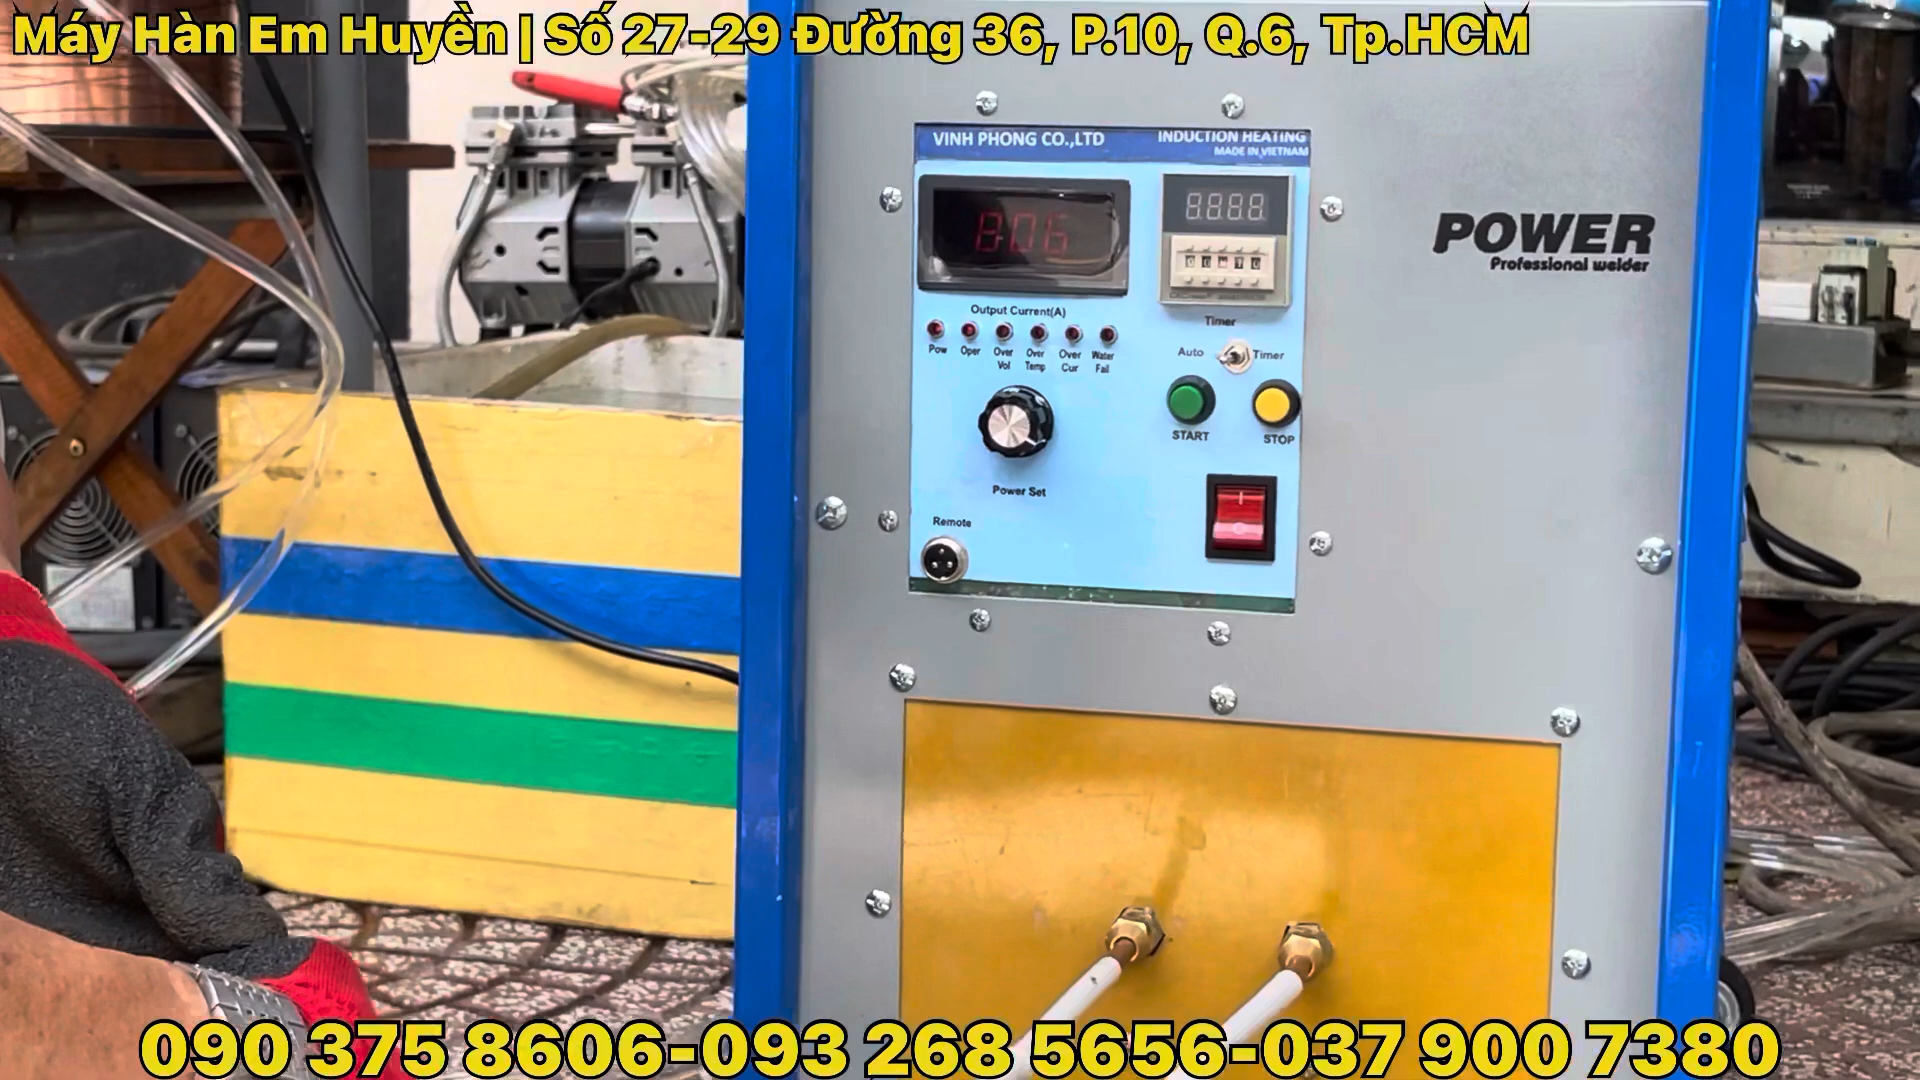 Máy Hàn Em Huyền | Số 27-29 Đường 36, P.10, Q.6, Tp.HCM
VINH PHONG CO.,LTD
INDUCTION HEATING
MADE IN VIETNAM
POWER
Professional welder
Output Current(A)
Pow
Oper
Over Vol
Over Temp
Over Cur
Water Fail
Timer
Auto
Timer
START
STOP
Power Set
Remote
090 375 8606-093 268 5656-037 900 7380